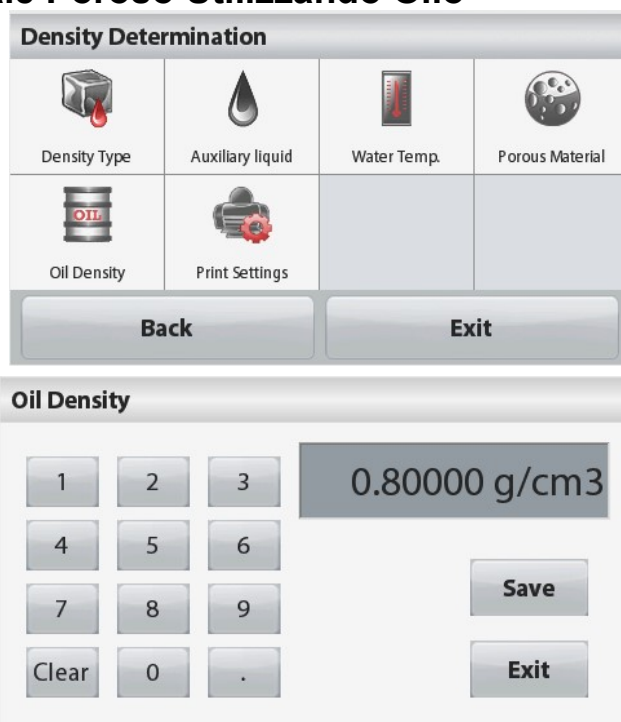 Density Determination
Density Type
Auxiliary liquid
Water Temp.
Porous Material
OIL
Oil Density
Print Settings
Back
Exit
Oil Density
1 2 3
0.80000 g/cm3
4 5 6
Save
7 8 9
Clear 0 .
Exit